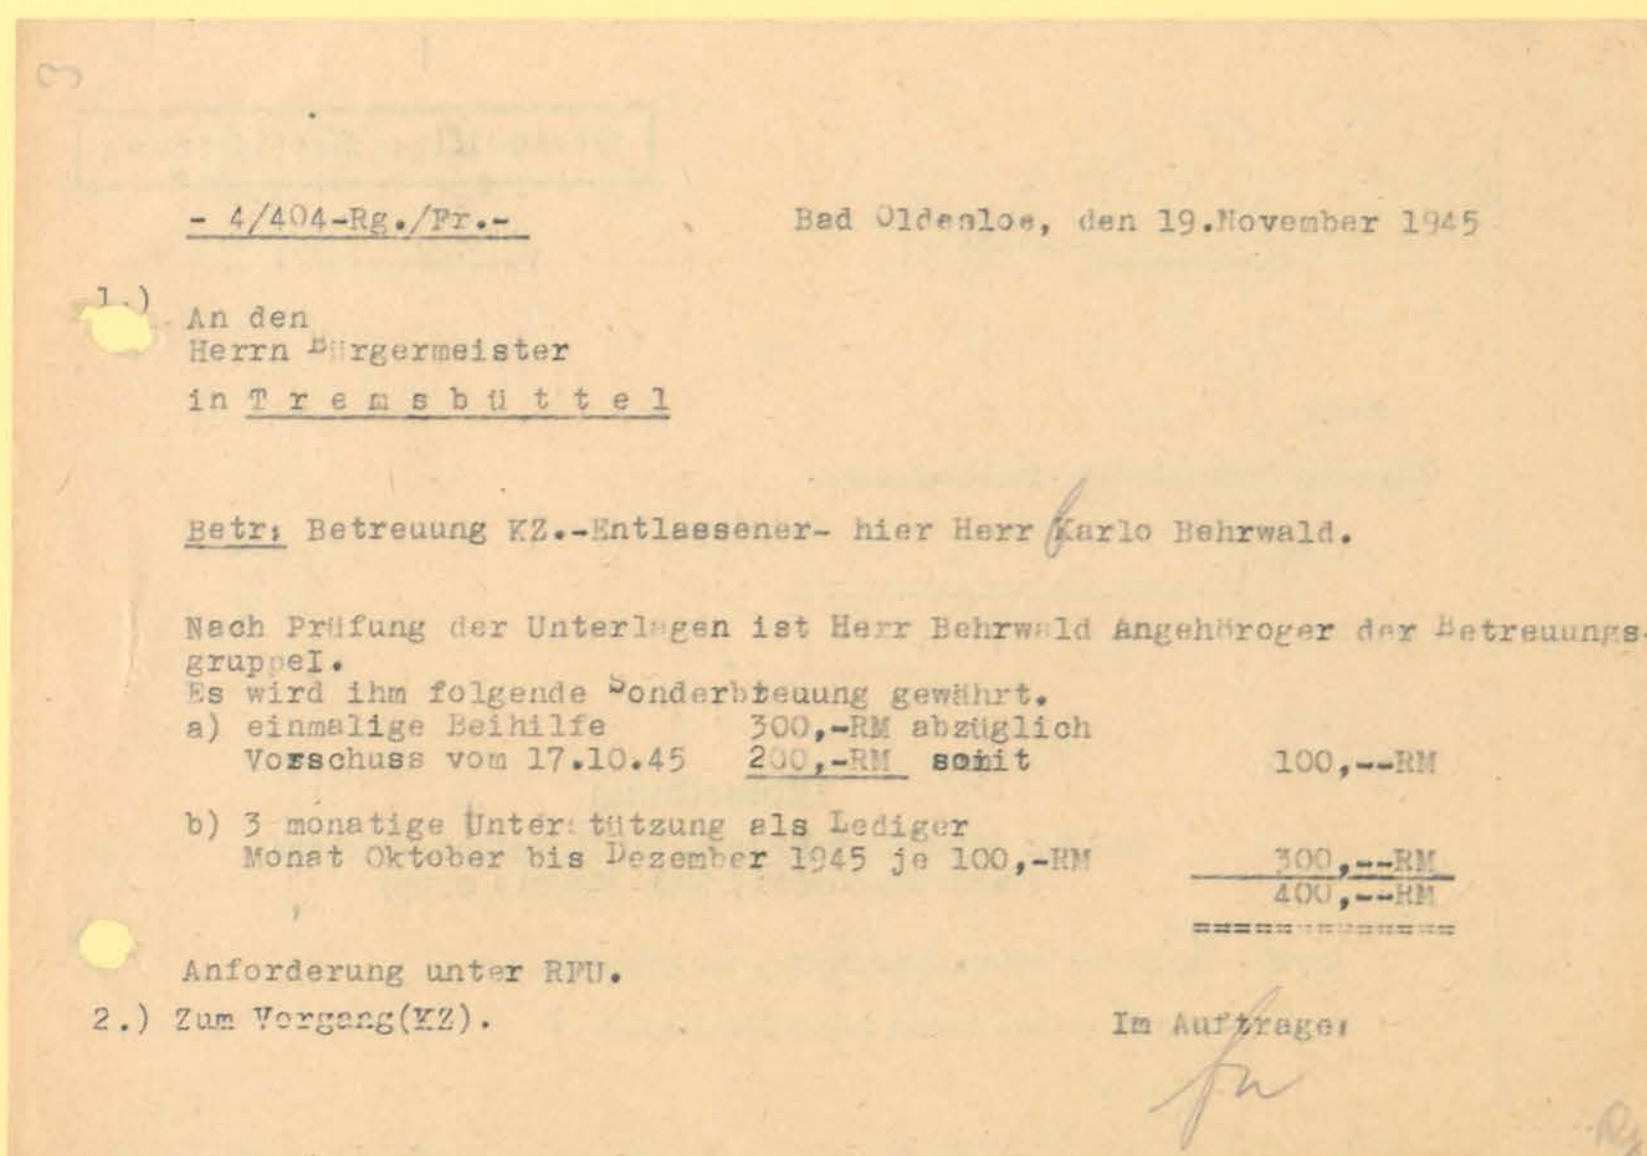 - 4/404-Rg./Fr.-
Bad Oldesloe, den 19.November 1945
1.)
An den
Herrn Bürgermeister
in T r e m s b ü t t e l
Betr: Betreuung KZ.-Entlassener- hier Herr Karlo Behrwald.
Nach Prüfung der Unterlagen ist Herr Behrwald Angehöroger der Betreuungs-
gruppeI.
Es wird ihm folgende Sonderbteuung gewährt.
a) einmalige Beihilfe 300,-RM abzüglich
Vorschuss vom 17.10.45 200,-RM somit 100,--RM
b) 3 monatige Unterstützung als Lediger
Monat Oktober bis Dezember 1945 je 100,-RM 300,--RM
400,--RM
================
Anforderung unter RFU.
2.) Zum Vorgang(KZ).
Im Auftrage: